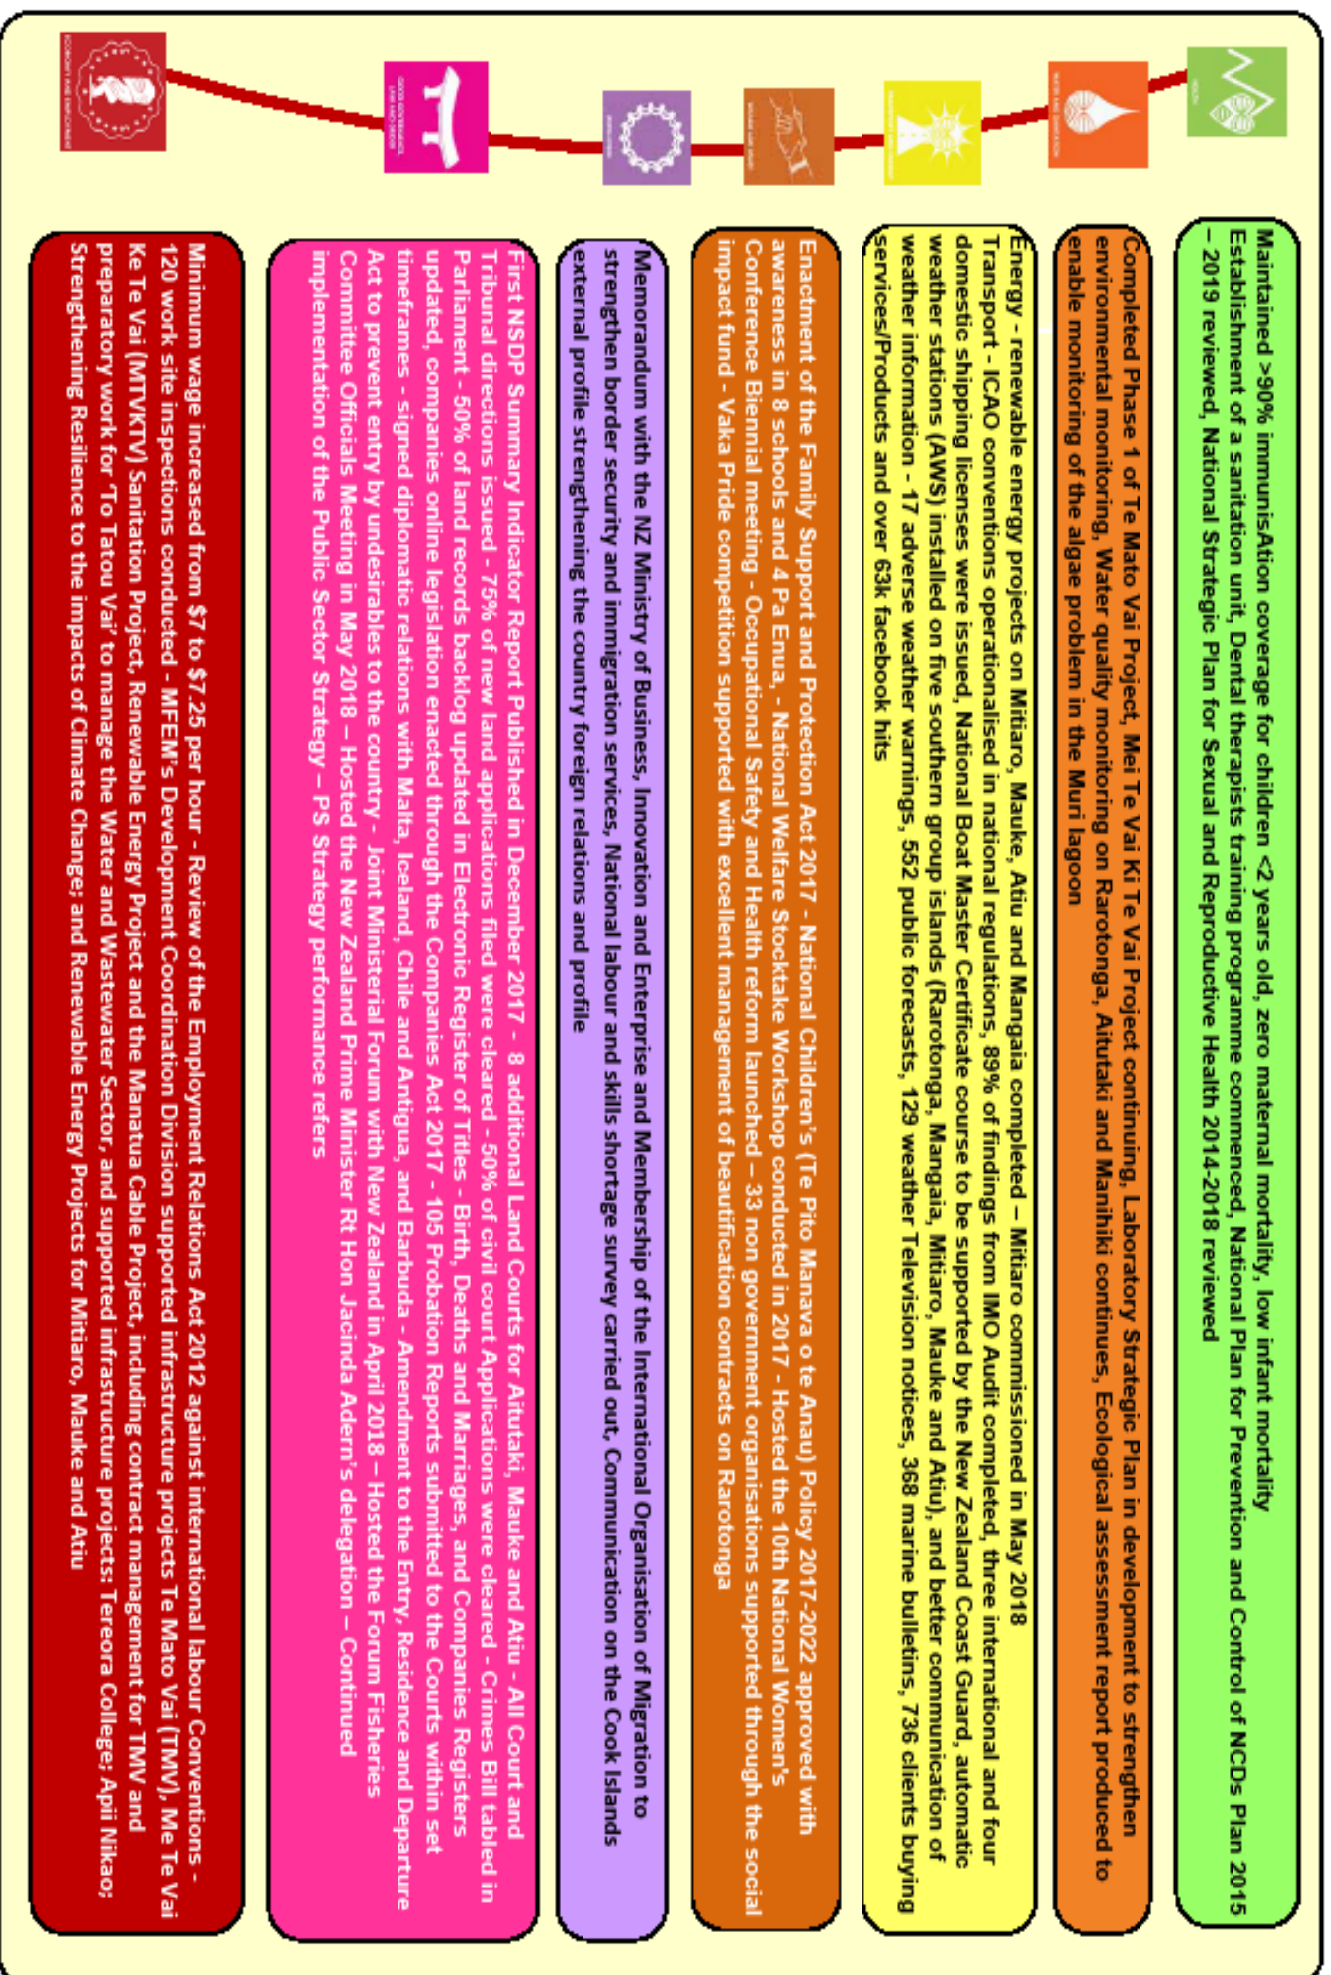 HEALTH
Maintained >90% immunisAtion coverage for children <2 years old, zero maternal mortality, low infant mortality
Establishment of a sanitation unit, Dental therapists training programme commenced, National Plan for Prevention and Control of NCDs Plan 2015
– 2019 reviewed, National Strategic Plan for Sexual and Reproductive Health 2014-2018 reviewed
WATER AND SANITATION
Completed Phase 1 of Te Mato Vai Project, Mei Te Vai Ki Te Vai Project continuing, Laboratory Strategic Plan in development to strengthen
environmental monitoring, Water quality monitoring on Rarotonga, Aitutaki and Manihiki continues, Ecological assessment report produced to
enable monitoring of the algae problem in the Muri lagoon
Energy - renewable energy projects on Mitiaro, Mauke, Atiu and Mangaia completed – Mitiaro commissioned in May 2018
Transport - ICAO conventions operationalised in national regulations, 89% of findings from IMO Audit completed, three international and four
domestic shipping licenses were issued, National Boat Master Certificate course to be supported by the New Zealand Coast Guard, automatic
weather stations (AWS) installed on five southern group islands (Rarotonga, Mangaia, Mitiaro, Mauke and Atiu), and better communication of
weather information - 17 adverse weather warnings, 552 public forecasts, 129 weather Television notices, 368 marine bulletins, 736 clients buying
services/Products and over 63k facebook hits
Enactment of the Family Support and Protection Act 2017 - National Children's (Te Pito Manava o te Anau) Policy 2017-2022 approved with
awareness in 8 schools and 4 Pa Enua, - National Welfare Stocktake Workshop conducted in 2017 - Hosted the 10th National Women's
Conference Biennial meeting - Occupational Safety and Health reform launched – 33 non government organisations supported through the social
impact fund - Vaka Pride competition supported with excellent management of beautification contracts on Rarotonga
Memorandum with the NZ Ministry of Business, Innovation and Enterprise and Membership of the International Organisation of Migration to
strengthen border security and immigration services, National labour and skills shortage survey carried out, Communication on the Cook Islands
external profile strengthening the country foreign relations and profile
GOOD GOVERNANCE,
LAW AND ORDER
First NSDP Summary Indicator Report Published in December 2017 - 8 additional Land Courts for Aitutaki, Mauke and Atiu - All Court and
Tribunal directions issued - 75% of new land applications filed were cleared - 50% of civil court Applications were cleared - Crimes Bill tabled in
Parliament - 50% of land records backlog updated in Electronic Register of Titles - Birth, Deaths and Marriages, and Companies Registers
updated, companies online legislation enacted through the Companies Act 2017 - 105 Probation Reports submitted to the Courts within set
timeframes - signed diplomatic relations with Malta, Iceland, Chile and Antigua, and Barbuda - Amendment to the Entry, Residence and Departure
Act to prevent entry by undesirables to the country - Joint Ministerial Forum with New Zealand in April 2018 – Hosted the Forum Fisheries
Committee Officials Meeting in May 2018 – Hosted the New Zealand Prime Minister Rt Hon Jacinda Adern's delegation – Continued
implementation of the Public Sector Strategy – PS Strategy performance refers
ECONOMY AND EMPLOYMENT
Minimum wage increased from $7 to $7.25 per hour - Review of the Employment Relations Act 2012 against international labour Conventions -
120 work site inspections conducted - MFEM's Development Coordination Division supported infrastructure projects Te Mato Vai (TMV), Me Te Vai
Ke Te Vai (MTVKTV) Sanitation Project, Renewable Energy Project and the Manatua Cable Project, including contract management for TMV and
preparatory work for 'To Tatou Vai' to manage the Water and Wastewater Sector, and supported infrastructure projects: Tereora College; Apii Nikao;
Strengthening Resilience to the impacts of Climate Change; and Renewable Energy Projects for Mitiaro, Mauke and Atiu